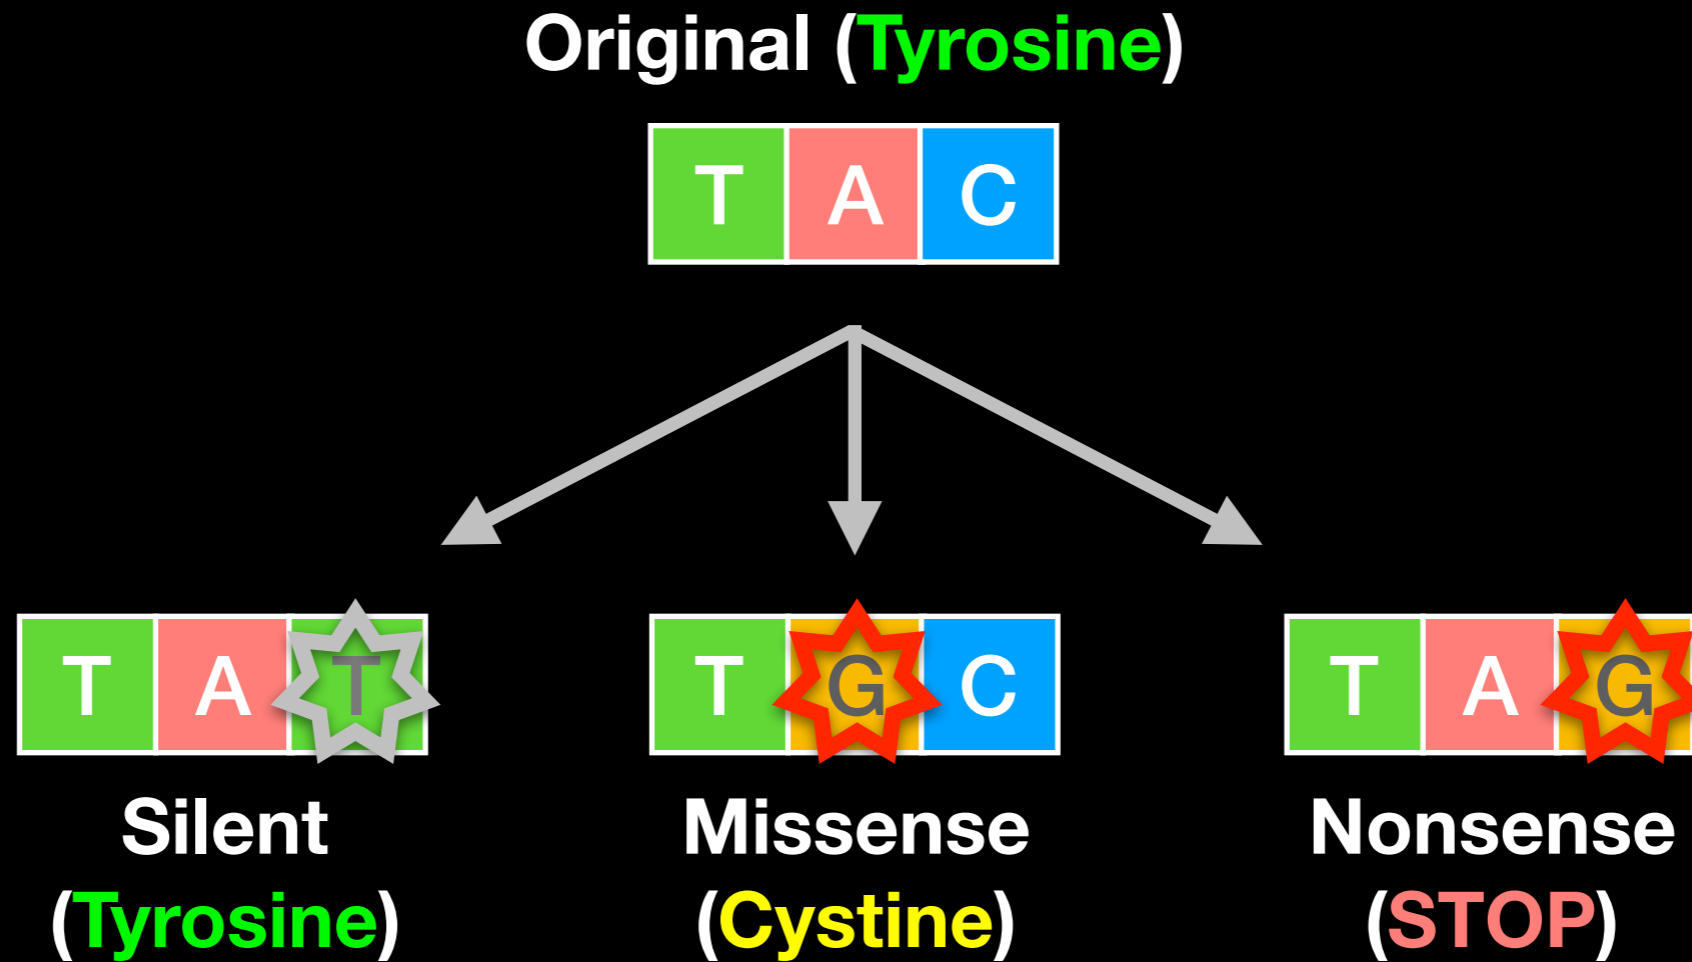 Original (Tyrosine)
T A C
T A T
T G C
T A G
Silent
(Tyrosine)
Missense
(Cystine)
Nonsense
(STOP)